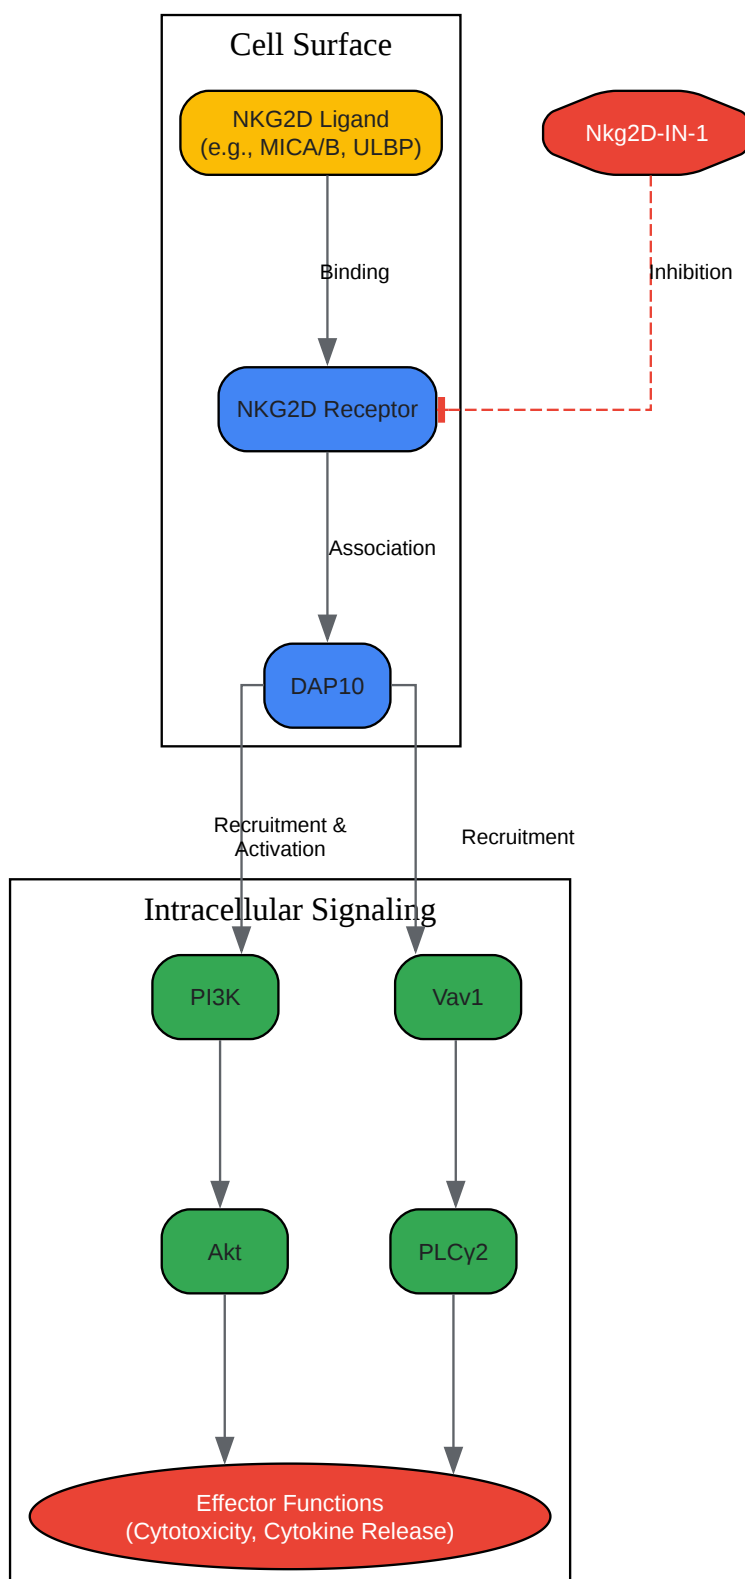 Cell Surface
NKG2D Ligand
(e.g., MICA/B, ULBP)
Nkg2D-IN-1
Binding
Inhibition
NKG2D Receptor
Association
DAP10
Recruitment &
Activation
Recruitment
Intracellular Signaling
PI3K
Vav1
Akt
PLCγ2
Effector Functions
(Cytotoxicity, Cytokine Release)